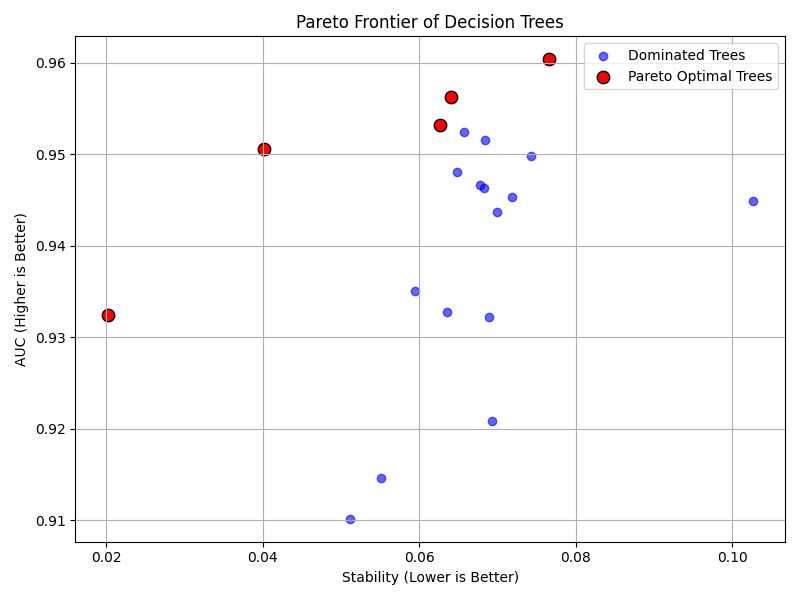 Pareto Frontier of Decision Trees
Dominated Trees
Pareto Optimal Trees
AUC (Higher is Better)
0.96
0.95
0.94
0.93
0.92
0.91
0.02 0.04 0.06 0.08 0.10
Stability (Lower is Better)